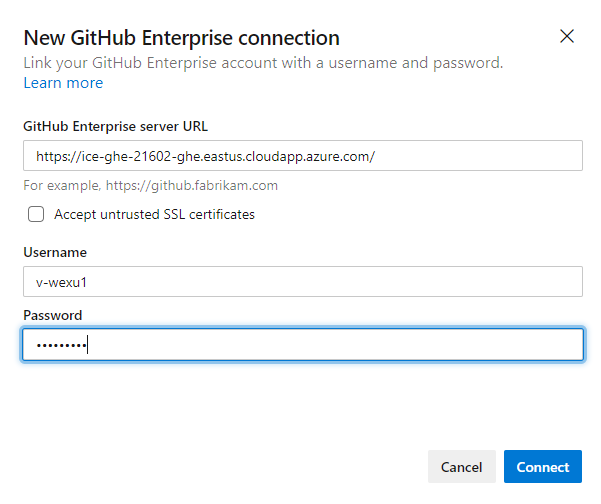 New GitHub Enterprise connection
Link your GitHub Enterprise account with a username and password.
Learn more
GitHub Enterprise server URL
https://ice-ghe-21602-ghe.eastus.cloudapp.azure.com/
For example, https://github.fabrikam.com
Accept untrusted SSL certificates
Username
v-wexu1
Password
•••••••••
Cancel Connect